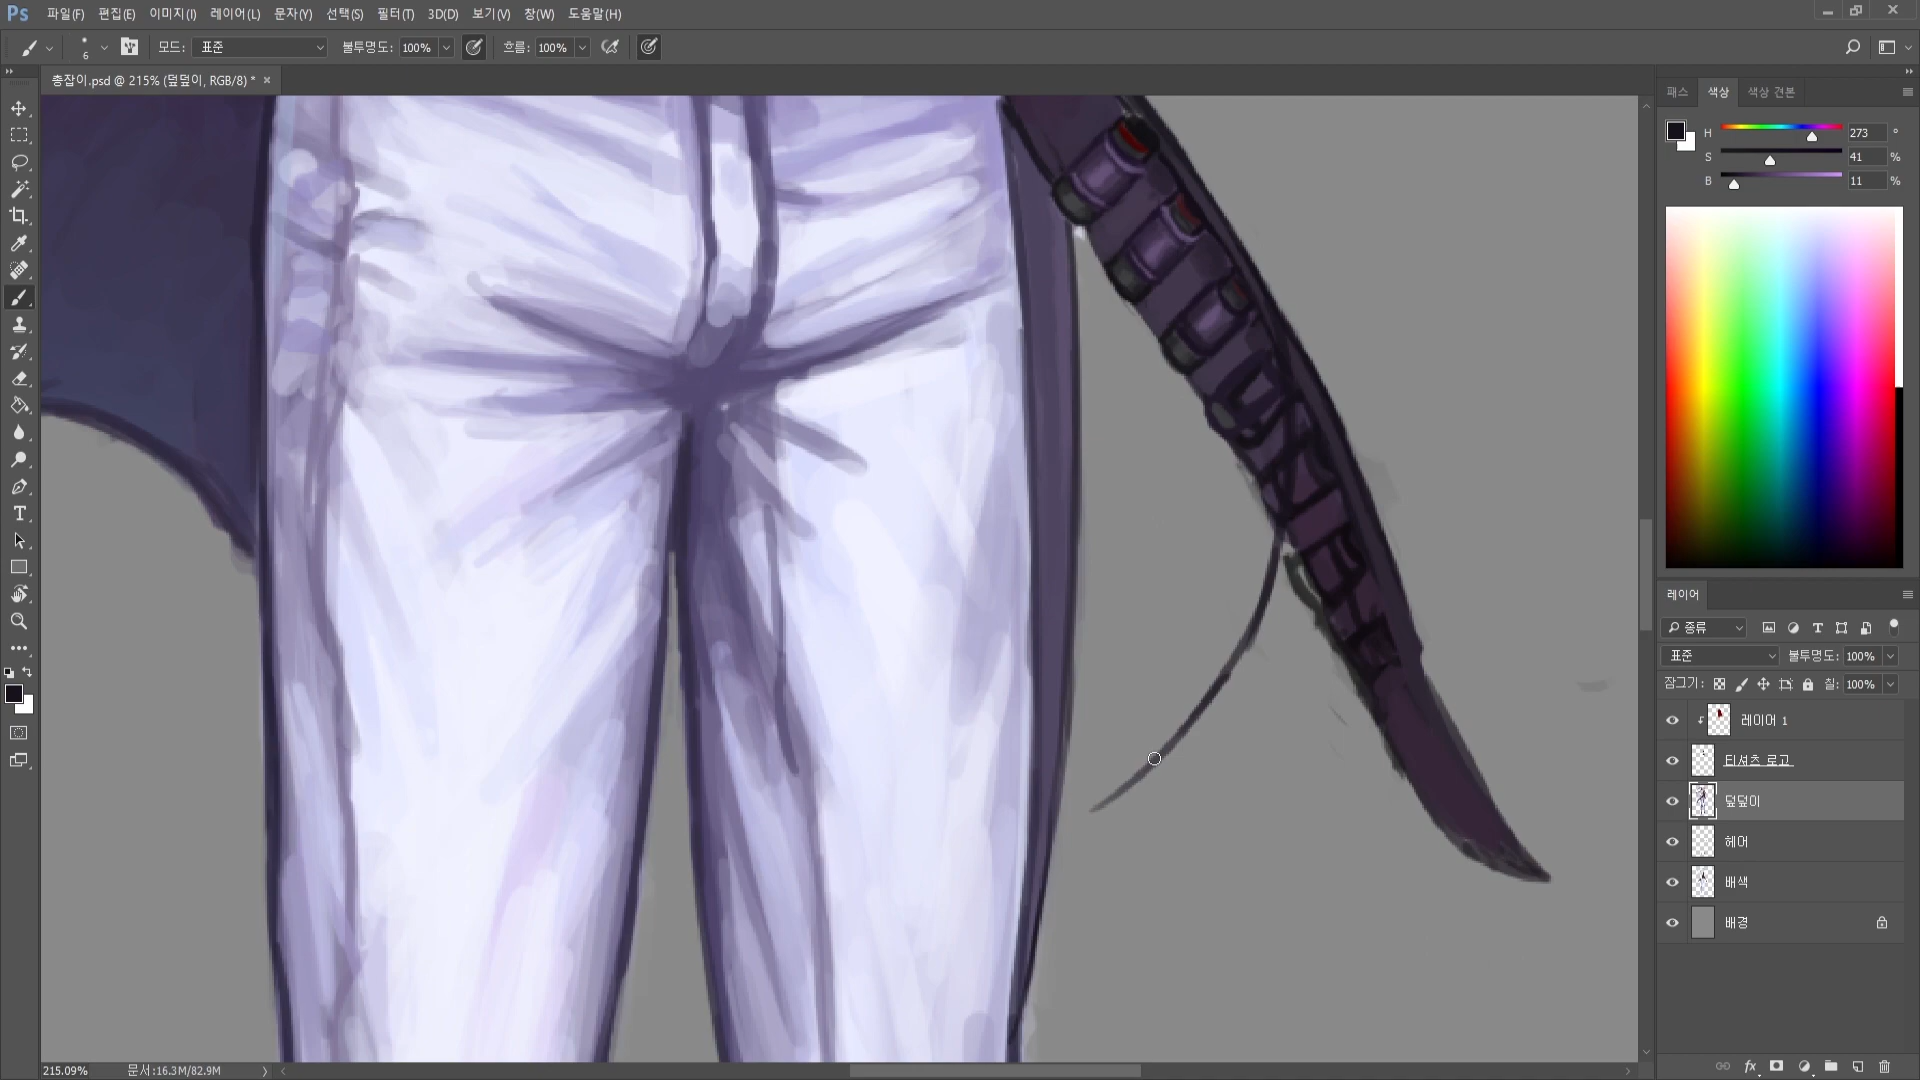 Ps 파일(F) 편집(E) 이미지(I) 레이어(L) 문자(Y) 선택(S) 필터(T) 3D(D) 보기(V) 창(W) 도움말(H)
6 모드: 표준 불투명도: 100% 흐름: 100%
총잡이.psd @ 215% (덮덮이, RGB/8) * ×
패스 색상 색상 견본
H 273 °
S 41 %
B 11 %
레이어
종류
표준 불투명도: 100%
잠그기: 칠: 100%
레이어 1
티셔츠 로고
덮덮이
헤어
배색
배경
215.09% 문서:16.3M/82.9M
fx